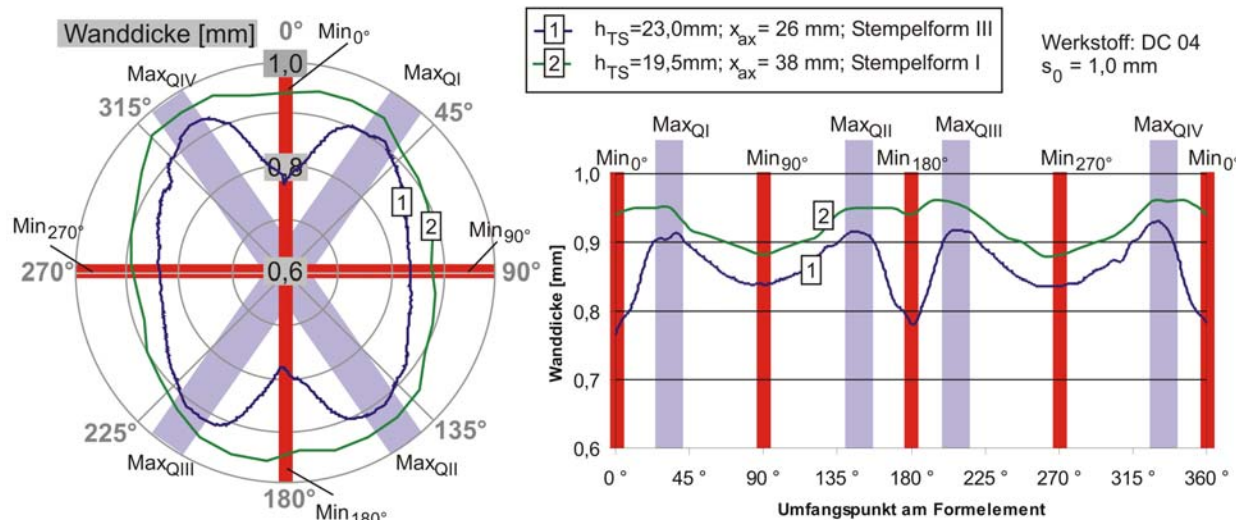 Wanddicke [mm]
0°
Min0°
1,0
MaxQIV
MaxQI
315°
45°
0,8
1
2
Min270°
Min90°
270°
0,6
90°
225°
135°
MaxQIII
MaxQII
180°
Min180°
1 hTS=23,0mm; xax= 26 mm; Stempelform III
2 hTS=19,5mm; xax= 38 mm; Stempelform I
Werkstoff: DC 04
s0 = 1,0 mm
MaxQI MaxQII MaxQIII MaxQIV
Min0° Min90° Min180° Min270° Min0°
1,0
0,9
0,8
0,7
0,6
Wanddicke [mm]
2
1
0 ° 45 ° 90 ° 135 ° 180 ° 225 ° 270 ° 315 ° 360 °
Umfangspunkt am Formelement